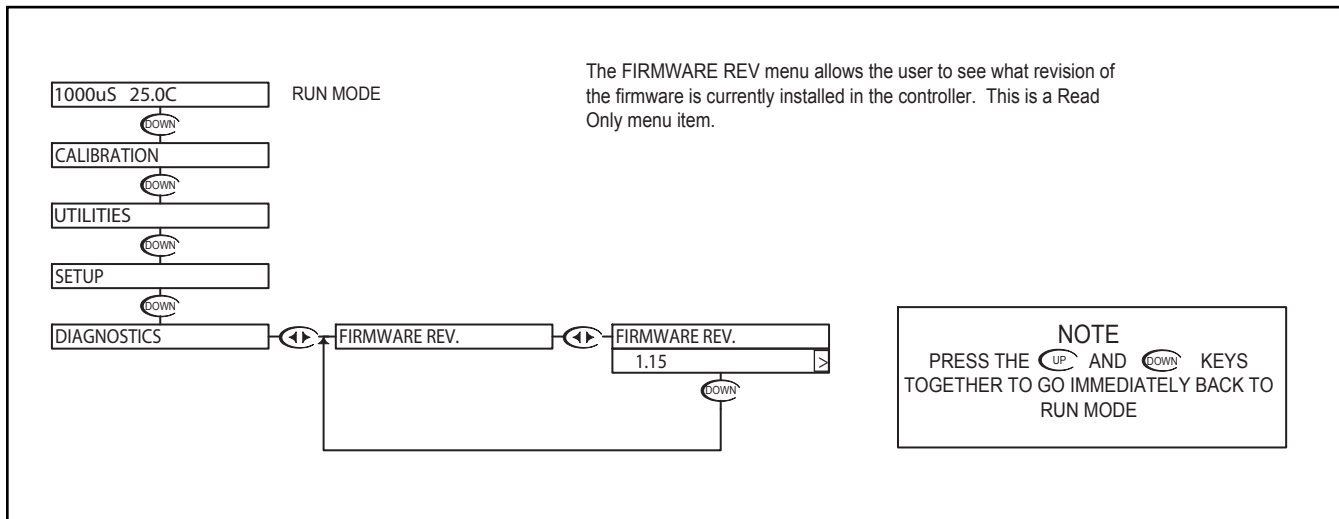 The FIRMWARE REV menu allows the user to see what revision of
the firmware is currently installed in the controller.  This is a Read
Only menu item.
1000uS  25.0C
RUN MODE
DOWN
CALIBRATION
DOWN
UTILITIES
DOWN
SETUP
DOWN
DIAGNOSTICS
FIRMWARE REV.
FIRMWARE REV.
1.15 >
DOWN
NOTE
PRESS THE UP AND DOWN KEYS
TOGETHER TO GO IMMEDIATELY BACK TO
RUN MODE